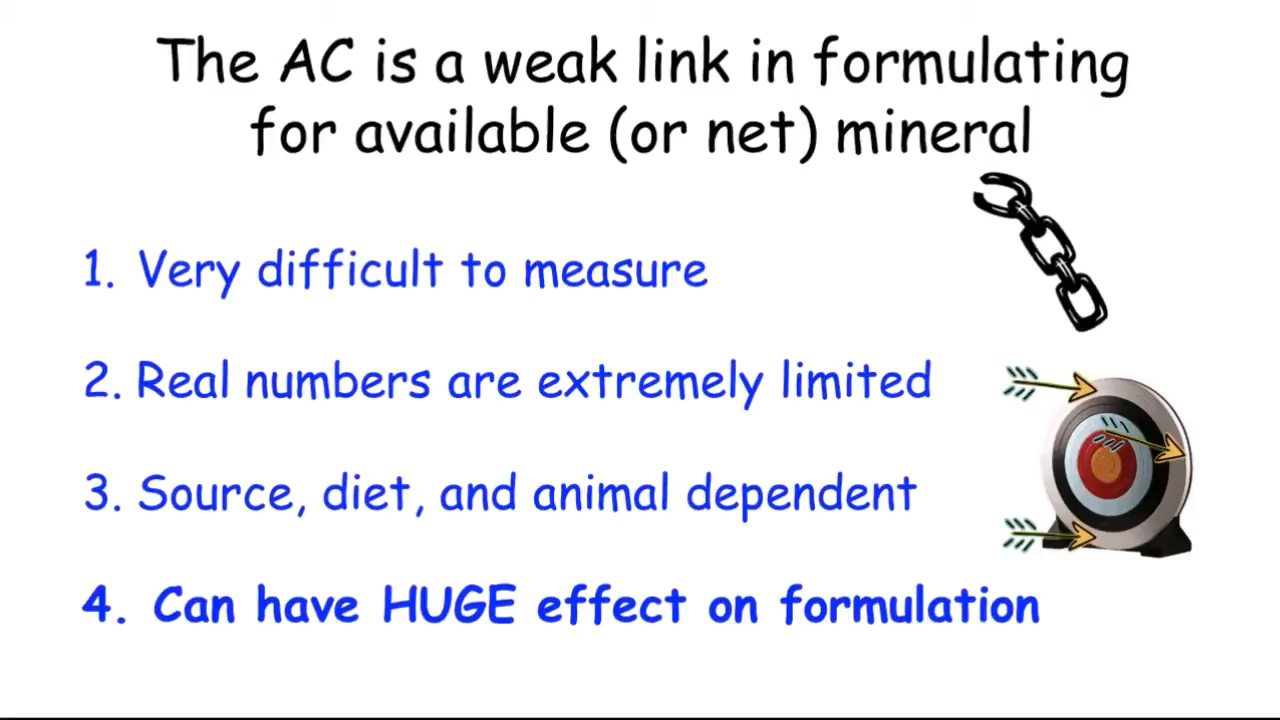 The AC is a weak link in formulating
for available (or net) mineral
1. Very difficult to measure
2. Real numbers are extremely limited
3. Source, diet, and animal dependent
4. Can have HUGE effect on formulation